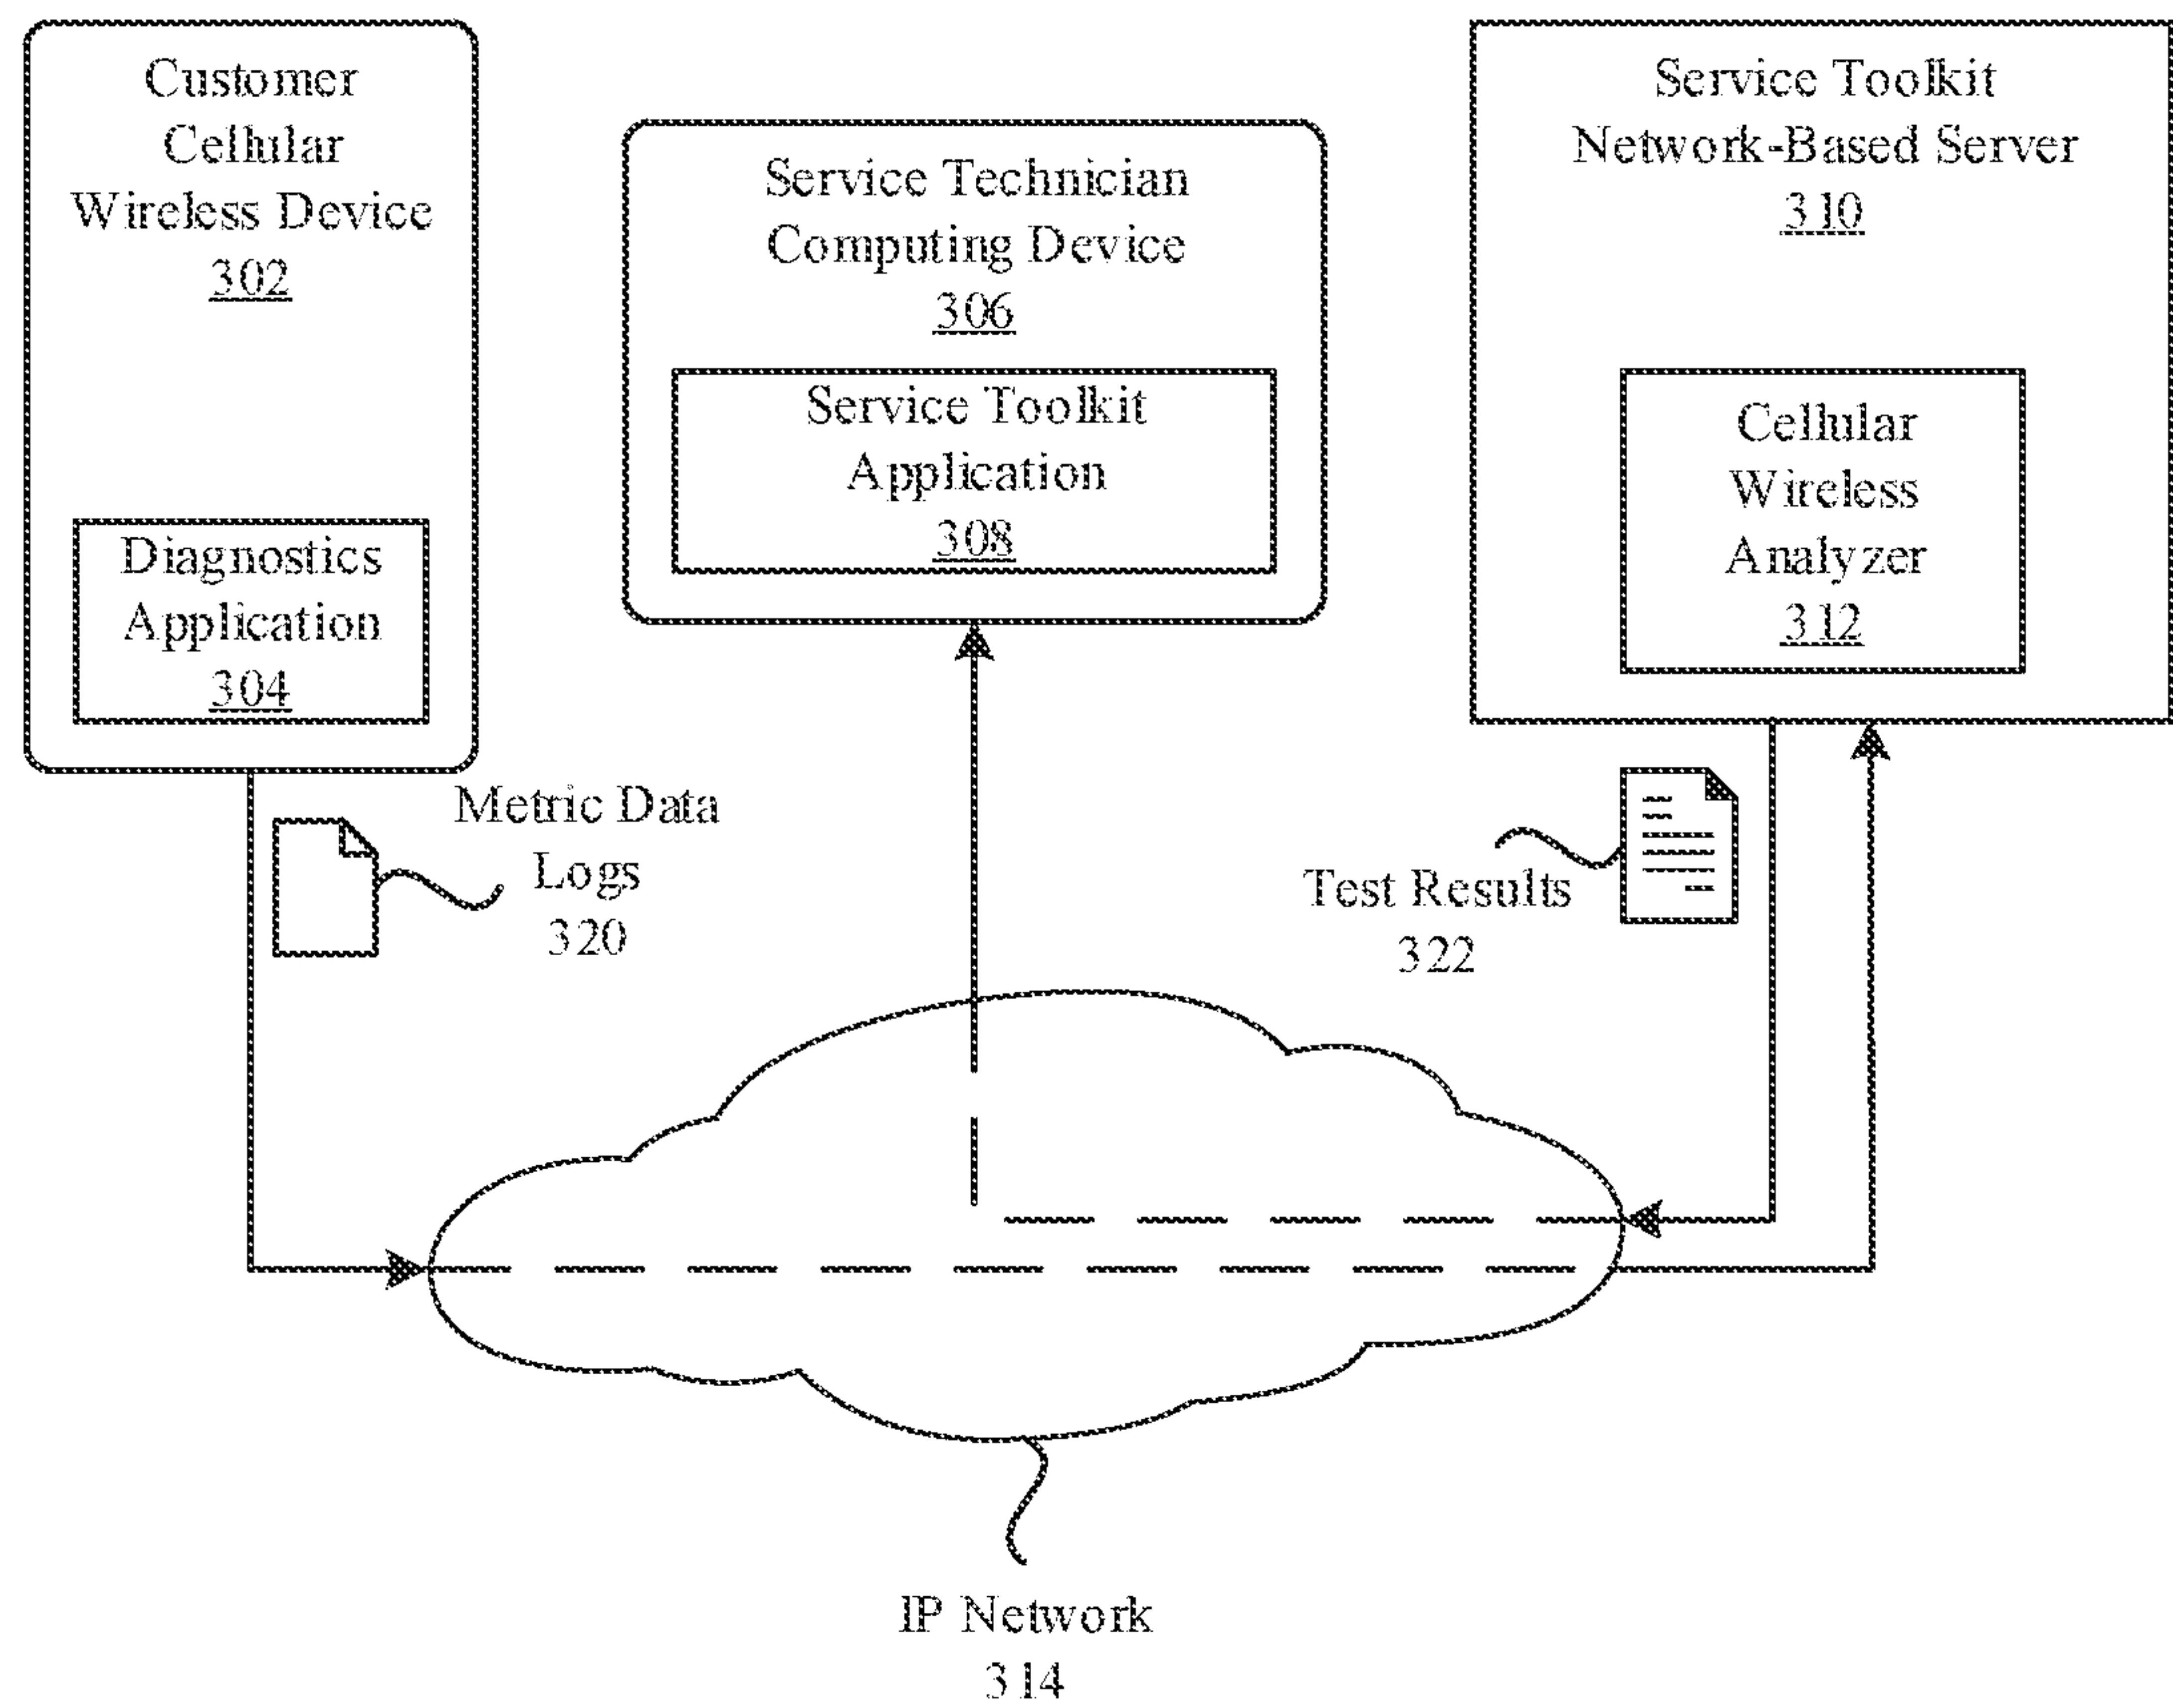 Customer
Cellular
Wireless Device
302
Diagnostics
Application
304
Service Technician
Computing Device
306
Service Toolkit
Application
308
Service Toolkit
Network-Based Server
310
Cellular
Wireless
Analyzer
312
Metric Data
Logs
320
Test Results
322
IP Network
314